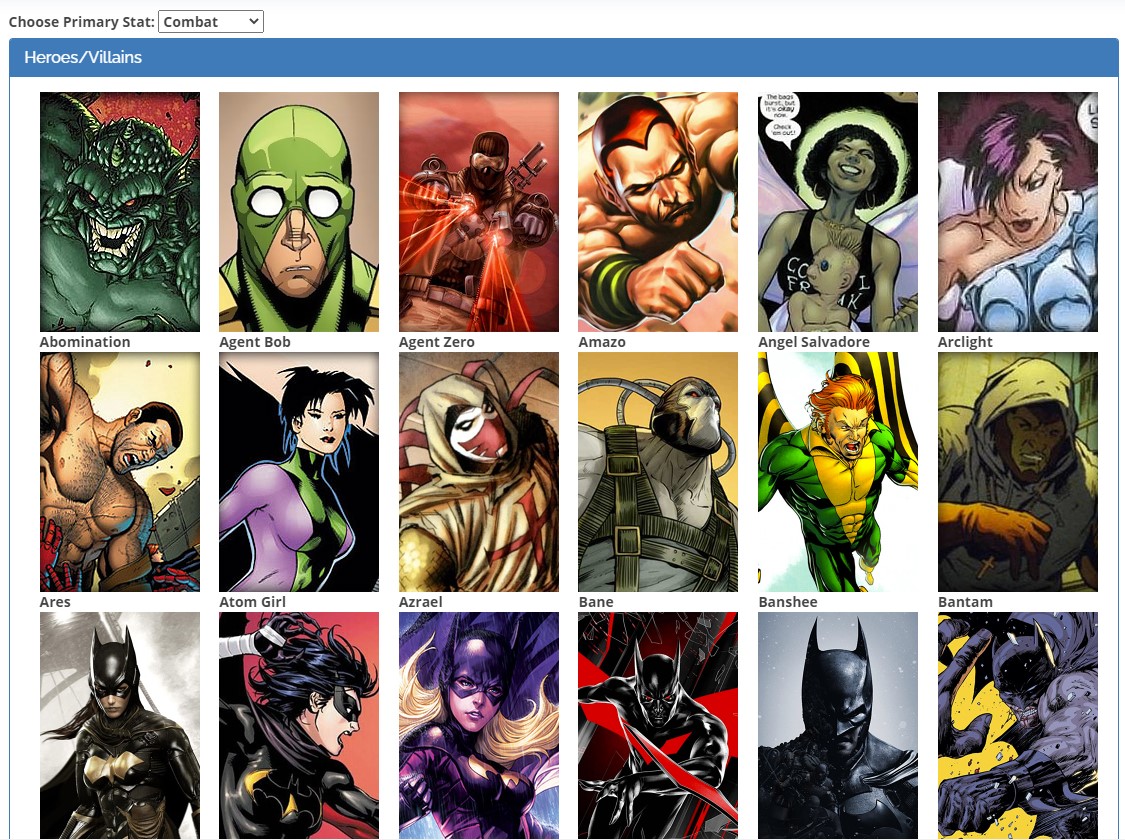 Choose Primary Stat: Combat
Heroes/Villains
The bags
burst, but
it's okay
now.
Check
'em out!
Abomination
Agent Bob
Agent Zero
Amazo
Angel Salvadore
Arclight
Ares
Atom Girl
Azrael
Bane
Banshee
Bantam